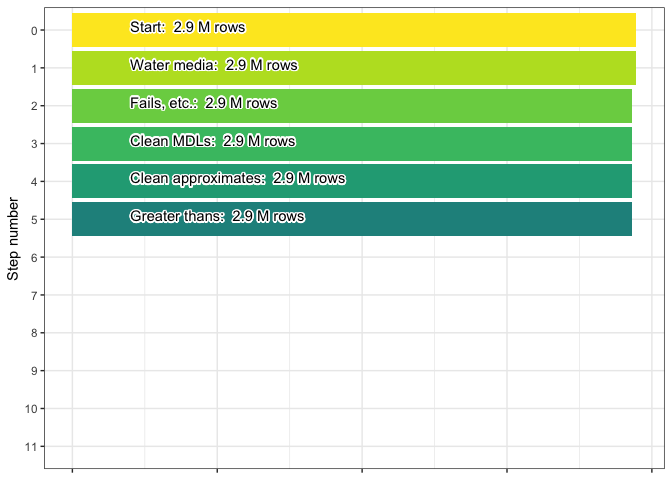 0
Start:  2.9 M rows
1
Water media:  2.9 M rows
2
Fails, etc.:  2.9 M rows
3
Clean MDLs:  2.9 M rows
4
Clean approximates:  2.9 M rows
5
Greater thans:  2.9 M rows
Step number
6
7
8
9
10
11